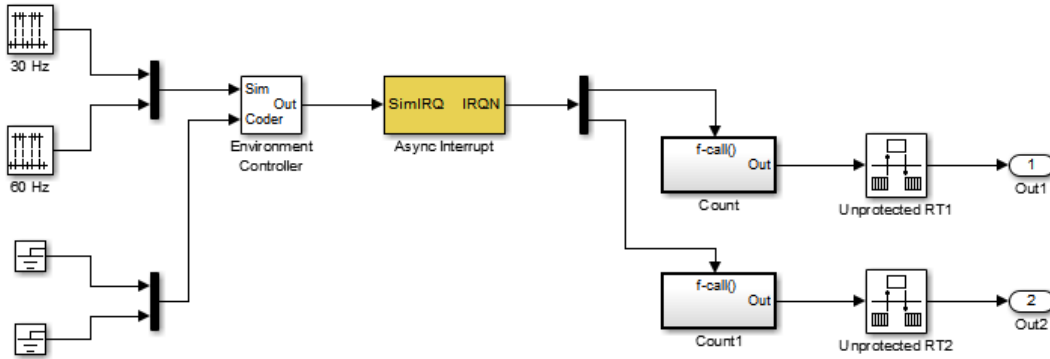 30 Hz
60 Hz
Sim
Out
Coder
Environment
Controller
SimIRQ IRQN
Async Interrupt
f-call()
Out
Count
Unprotected RT1
1
Out1
f-call()
Out
Count1
Unprotected RT2
2
Out2